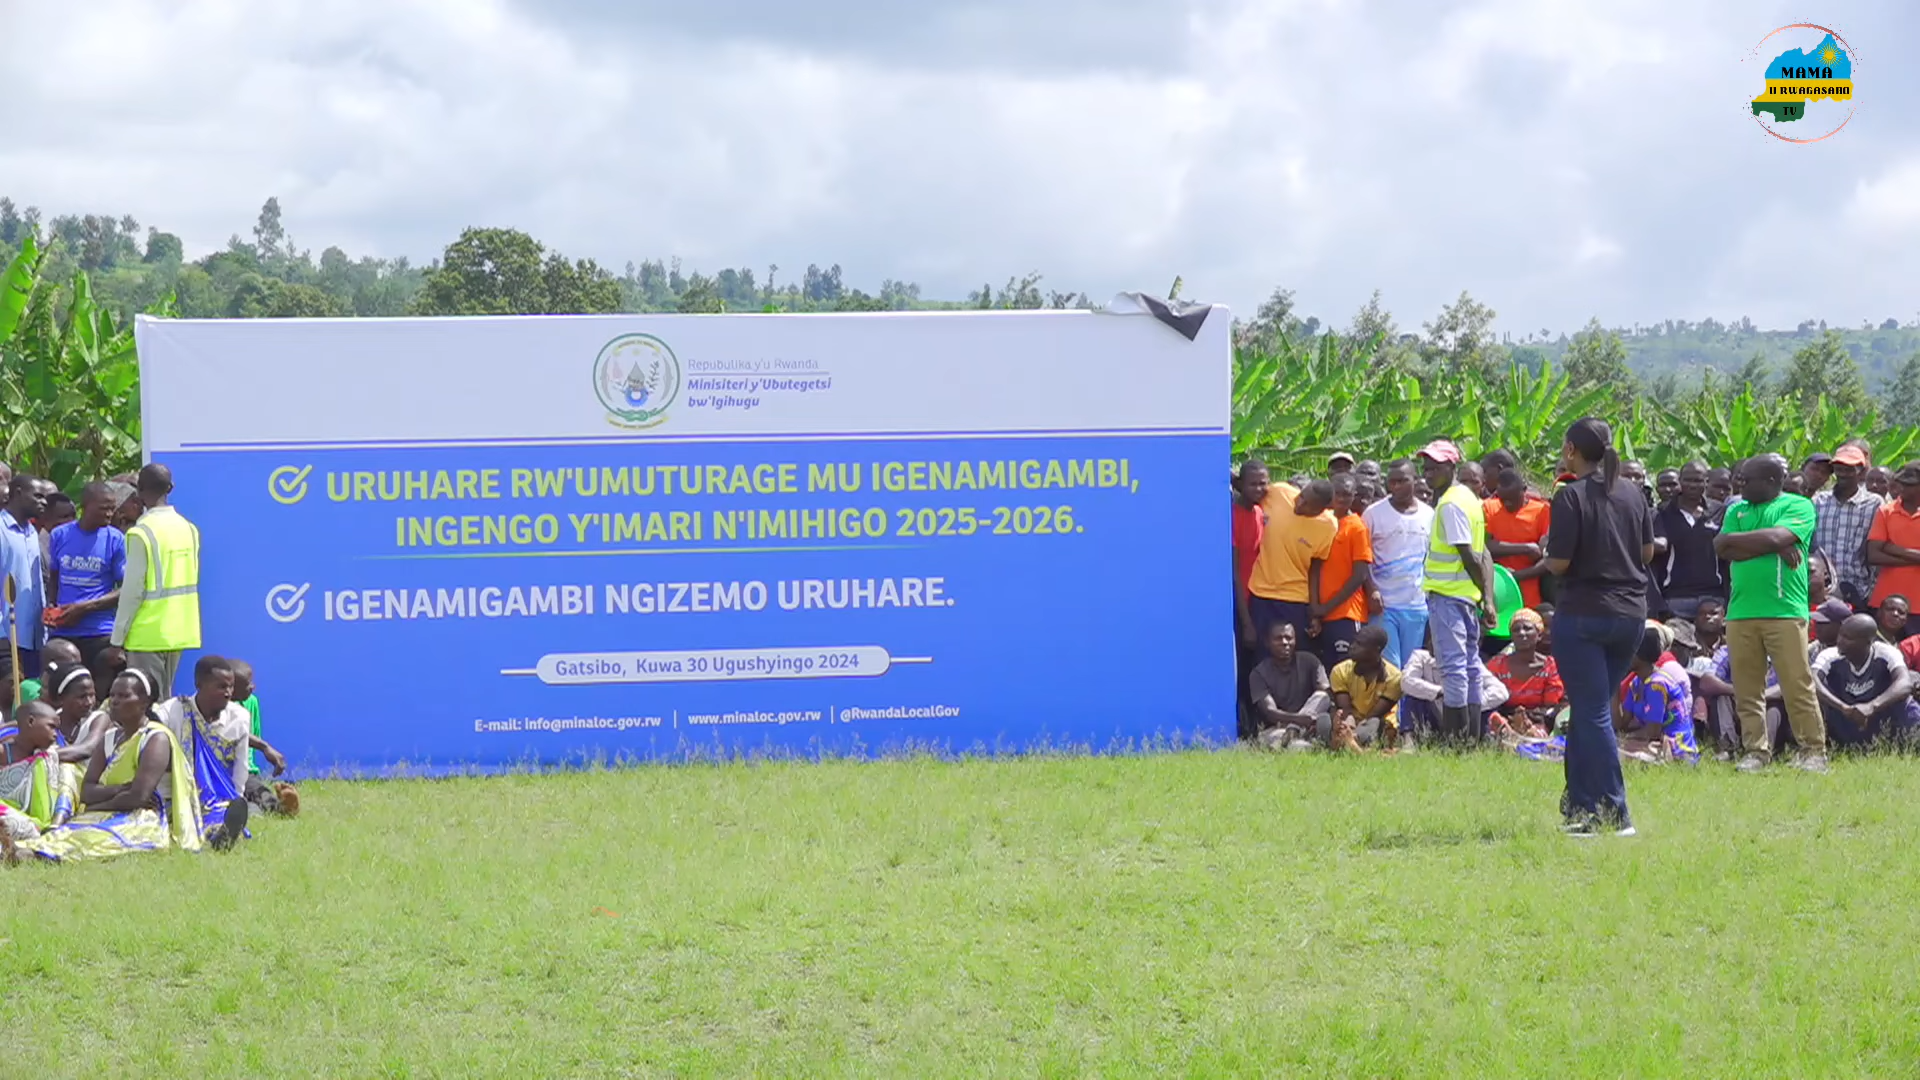 MAMA
U RWAGASABO
TV
Repubulika y'u Rwanda
Minisiteri y'Ubutegetsi
bw'Igihugu
URUHARE RW'UMUTURAGE MU IGENAMIGAMBI,
INGENGO Y'IMARI N'IMIHIGO 2025-2026.
IGENAMIGAMBI NGIZEMO URUHARE.
Gatsibo, Kuwa 30 Ugushyingo 2024
E-mail: info@minaloc.gov.rw | www.minaloc.gov.rw | @RwandaLocalGov